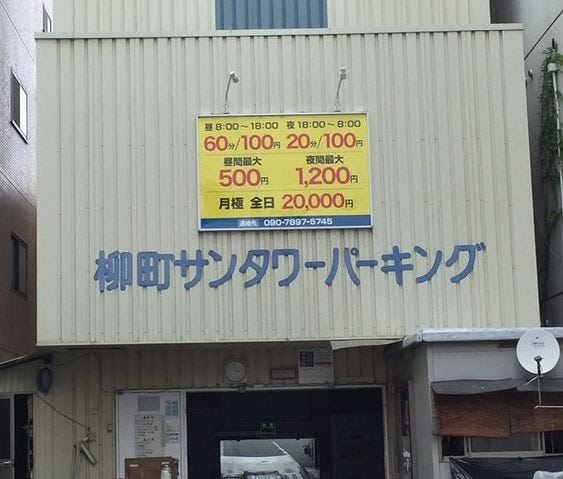 昼 8:00～18:00 夜 18:00～8:00
60分/100円 20分/100円
昼間最大 夜間最大
500円 1,200円
月極 全日 20,000円
連絡先 090-7897-5745
柳町サンタワーパーキング